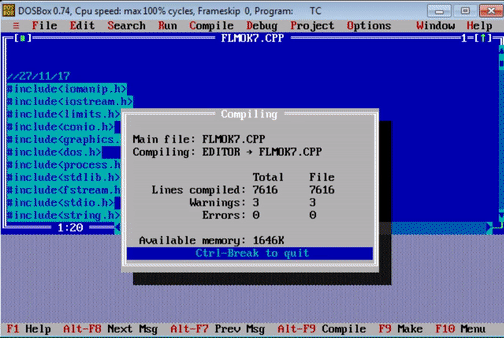 DOSBox 0.74, Cpu speed: max 100% cycles, Frameskip 0, Program: TC
≡ File Edit Search Run Compile Debug Project Options Window Help
FLMOK7.CPP 1=[↑]
//27/11/17
#include<iomanip.h>
#include<iostream.h>
#include<limits.h>
#include<conio.h>
#include<graphics.
#include<dos.h>
#include<process.h
#include<stdlib.h>
#include<fstream.h
#include<stdio.h>
#include<string.h>
1:20
Compiling
Main file: FLMOK7.CPP
Compiling: EDITOR → FLMOK7.CPP
Total File
Lines compiled: 7616 7616
Warnings: 3 3
Errors: 0 0
Available memory: 1646K
Ctrl-Break to quit
F1 Help Alt-F8 Next Msg Alt-F7 Prev Msg Alt-F9 Compile F9 Make F10 Menu